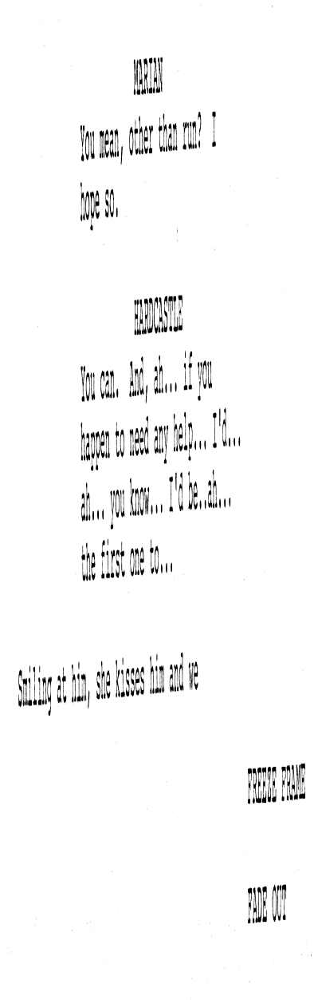 MARIAN
You mean, other than run? I
hope so.
HARDCASTLE
You can. And, ah... if you
happen to need any help... I'd...
ah... you know... I'd be..ah...
the first one to...
Smiling at him, she kisses him and we
FREEZE FRAME
FADE OUT